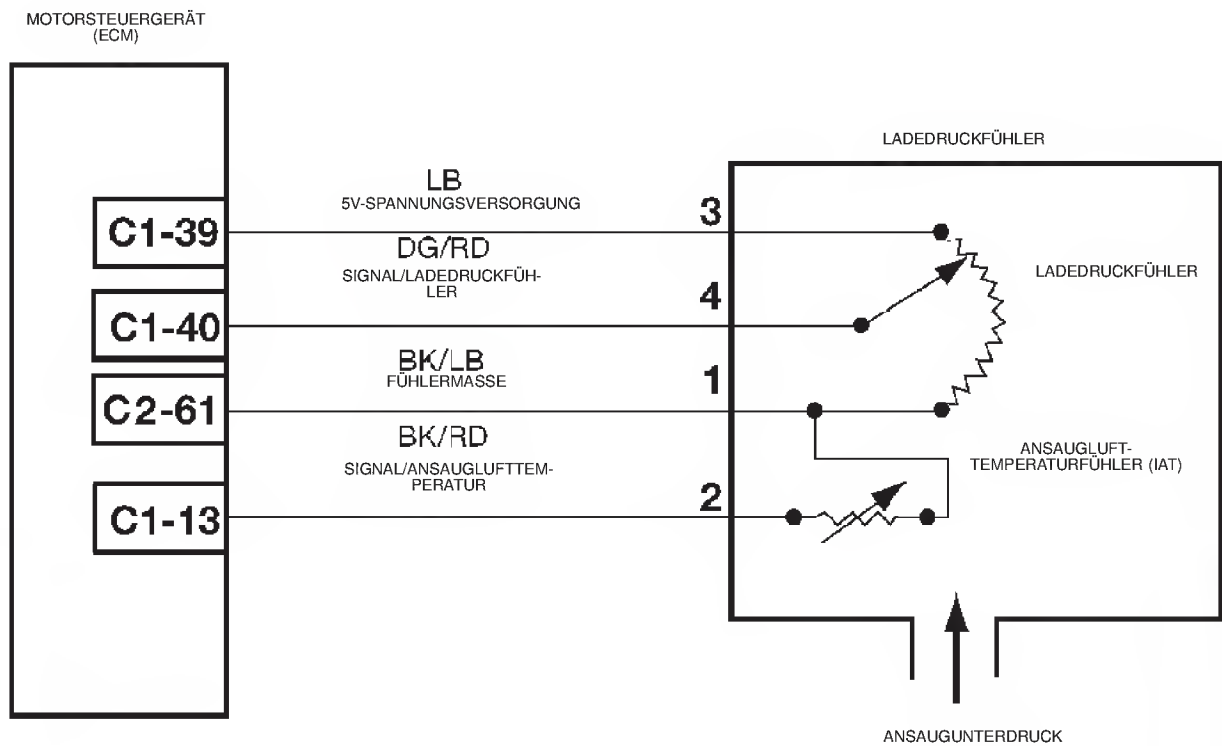 MOTORSTEUERGERÄT
(ECM)
LADEDRUCKFÜHLER
LB
5V-SPANNUNGSVERSORGUNG
3
C1-39
DG/RD
SIGNAL/LADEDRUCKFÜH-
LER
LADEDRUCKFÜHLER
4
C1-40
BK/LB
FÜHLERMASSE
1
C2-61
BK/RD
SIGNAL/ANSAUGLUFTTEM-
PERATUR
ANSAUGLUFT-
TEMPERATURFÜHLER (IAT)
2
C1-13
ANSAUGUNTERDRUCK